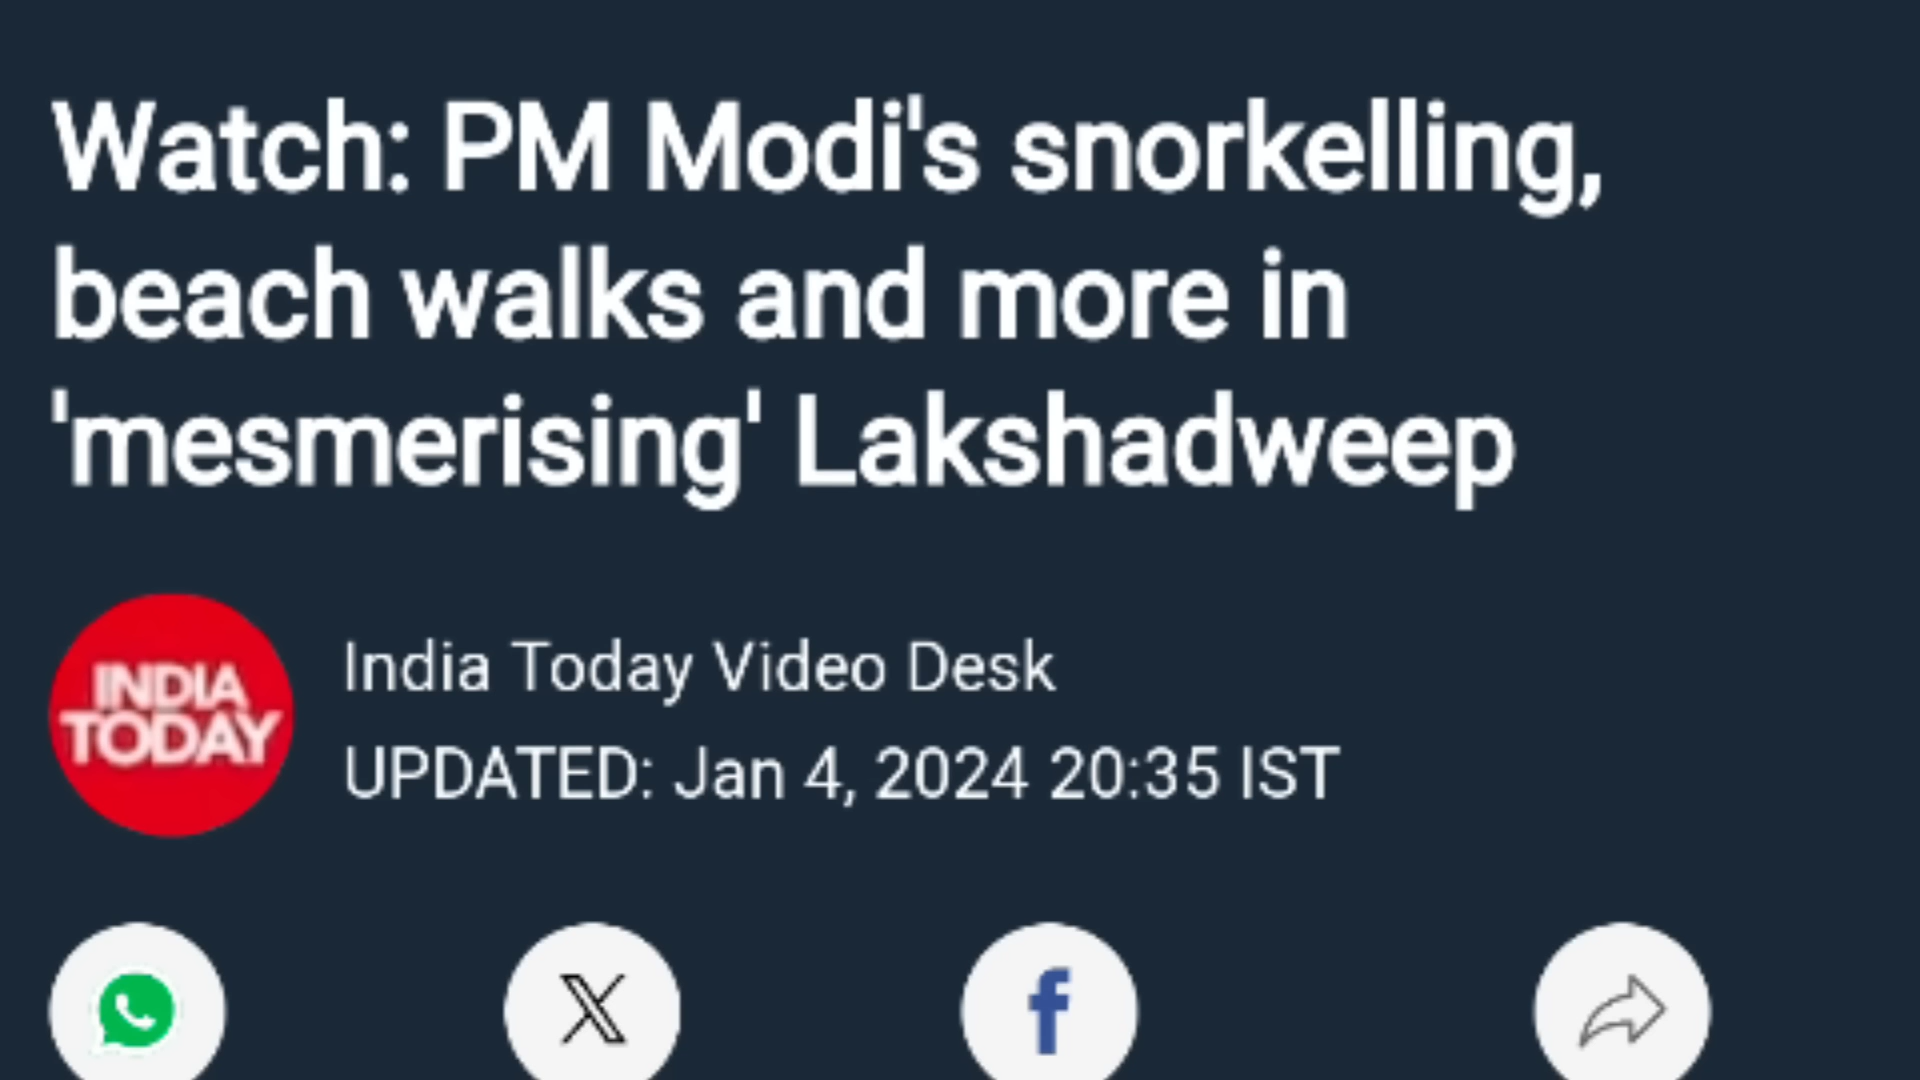 Watch: PM Modi's snorkelling,
beach walks and more in
'mesmerising' Lakshadweep
INDIA
TODAY
India Today Video Desk
UPDATED: Jan 4, 2024 20:35 IST